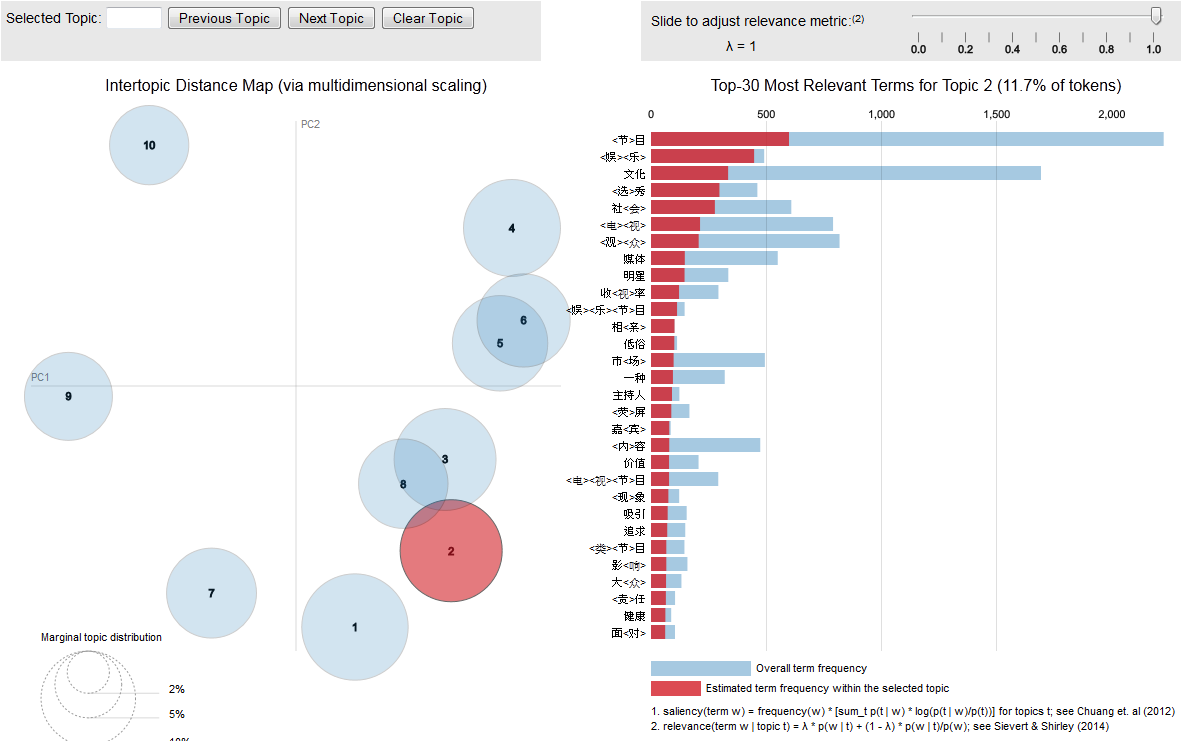 Selected Topic: Previous Topic Next Topic Clear Topic
Slide to adjust relevance metric:(2)
λ = 1
0.0 0.2 0.4 0.6 0.8 1.0
Intertopic Distance Map (via multidimensional scaling)
PC2
PC1
10
4
6
5
9
3
8
2
7
1
Marginal topic distribution
2%
5%
10%
Top-30 Most Relevant Terms for Topic 2 (11.7% of tokens)
0 500 1,000 1,500 2,000
<节>目
<娱><乐>
文化
<选>秀
社<会>
<电><视>
<观><众>
媒体
明星
收<视>率
<娱><乐><节>目
相<亲>
低俗
市<场>
一种
主持人
<荧>屏
嘉<宾>
<内>容
价值
<电><视><节>目
<现>象
吸引
追求
<类><节>目
影<响>
大<众>
<责>任
健康
面<对>
Overall term frequency
Estimated term frequency within the selected topic
1. saliency(term w) = frequency(w) * [sum_t p(t | w) * log(p(t | w)/p(t))] for topics t; see Chuang et. al (2012)
2. relevance(term w | topic t) = λ * p(w | t) + (1 - λ) * p(w | t)/p(w); see Sievert & Shirley (2014)